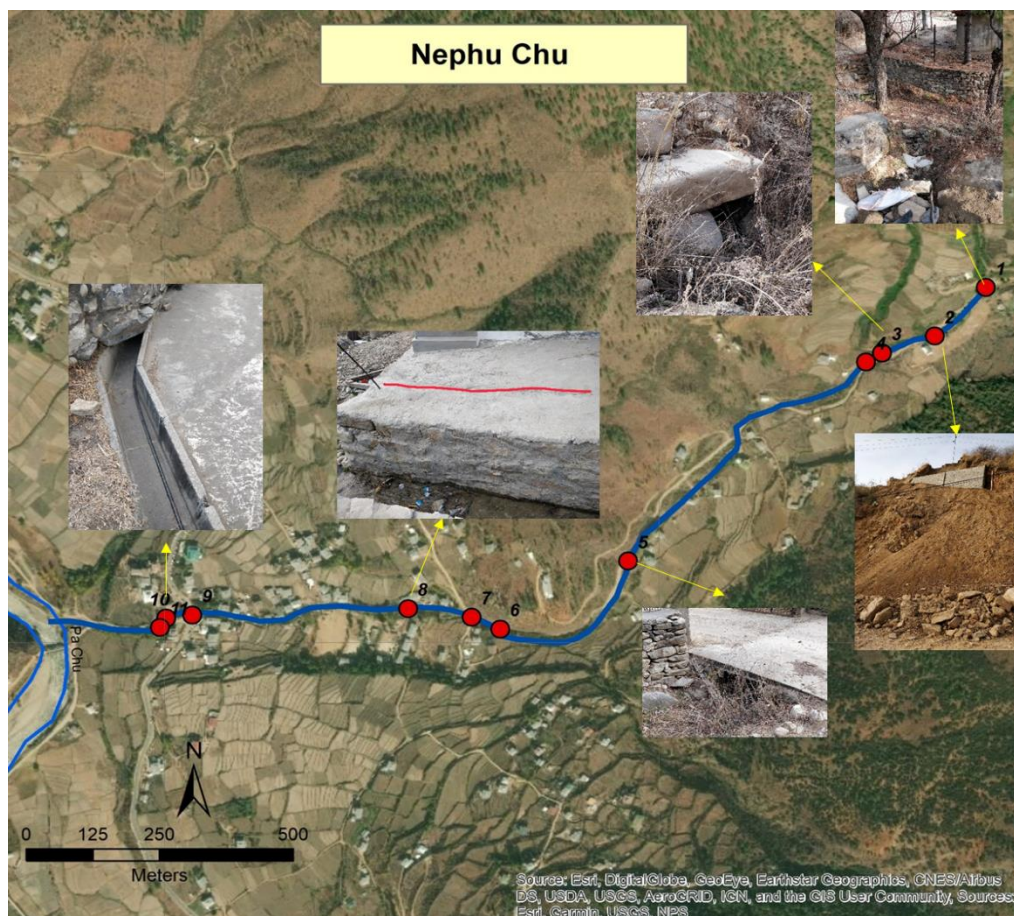 Nephu Chu
1
2
3
4
5
10
11
9
8
7
6
Pa Chu
N
0 125 250 500
Meters
Source: Esri, DigitalGlobe, GeoEye, Earthstar Geographics, CNES/Airbus
DS, USDA, USGS, AeroGRID, IGN, and the GIS User Community, Sources:
Esri, Garmin, USGS, NPS